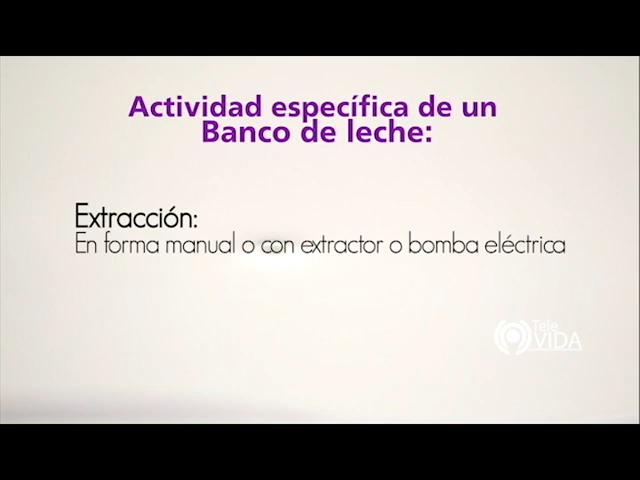 Actividad específica de un
Banco de leche:
Extracción:
En forma manual o con extractor o bomba eléctrica
Tele
VIDA